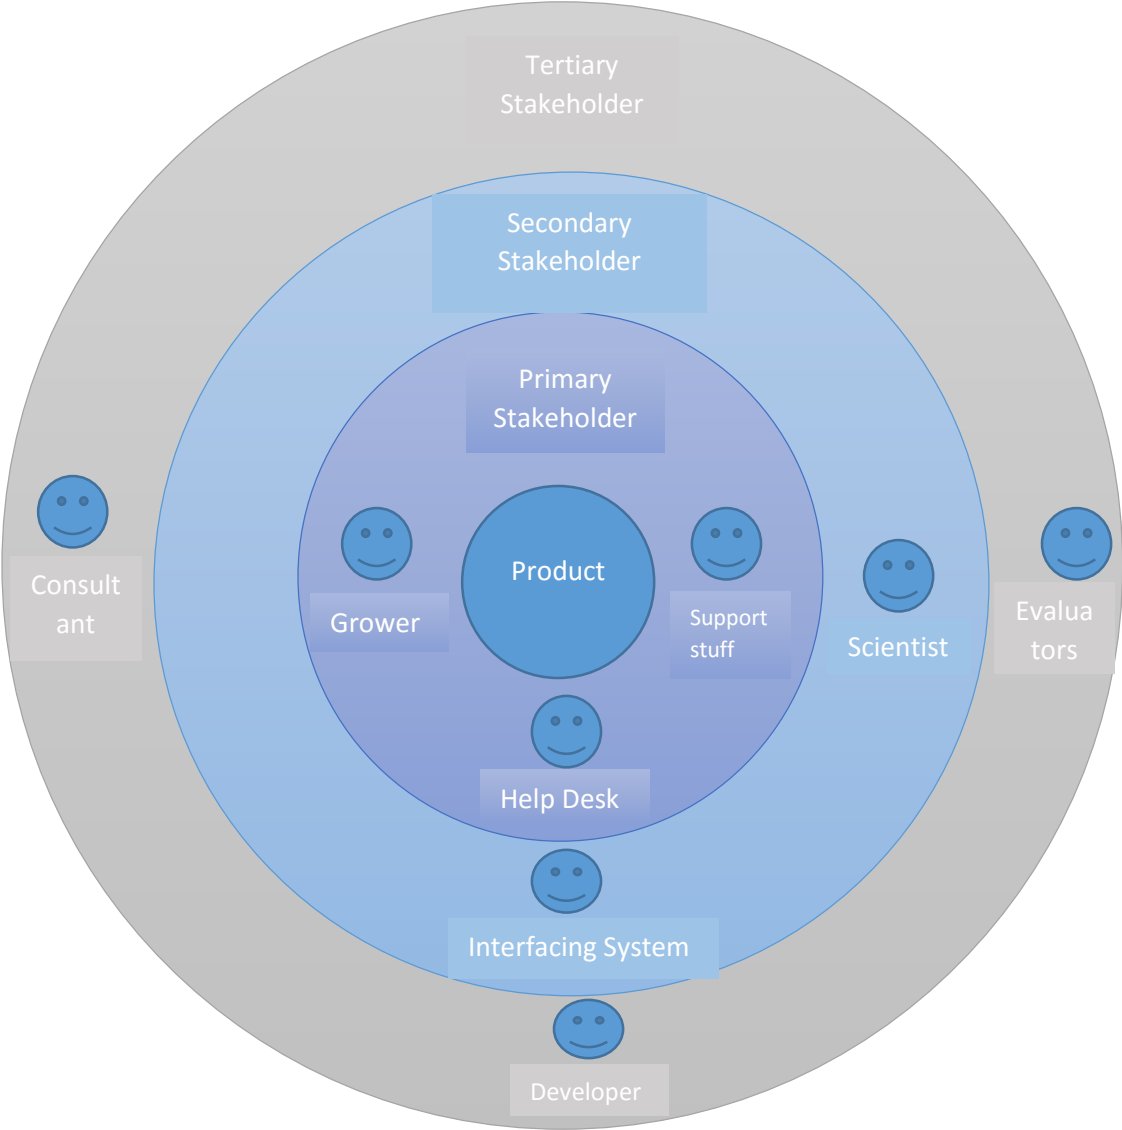 Tertiary
Stakeholder
Secondary
Stakeholder
Primary
Stakeholder
Product
Consult
ant
Grower
Support
stuff
Scientist
Evalua
tors
Help Desk
Interfacing System
Developer